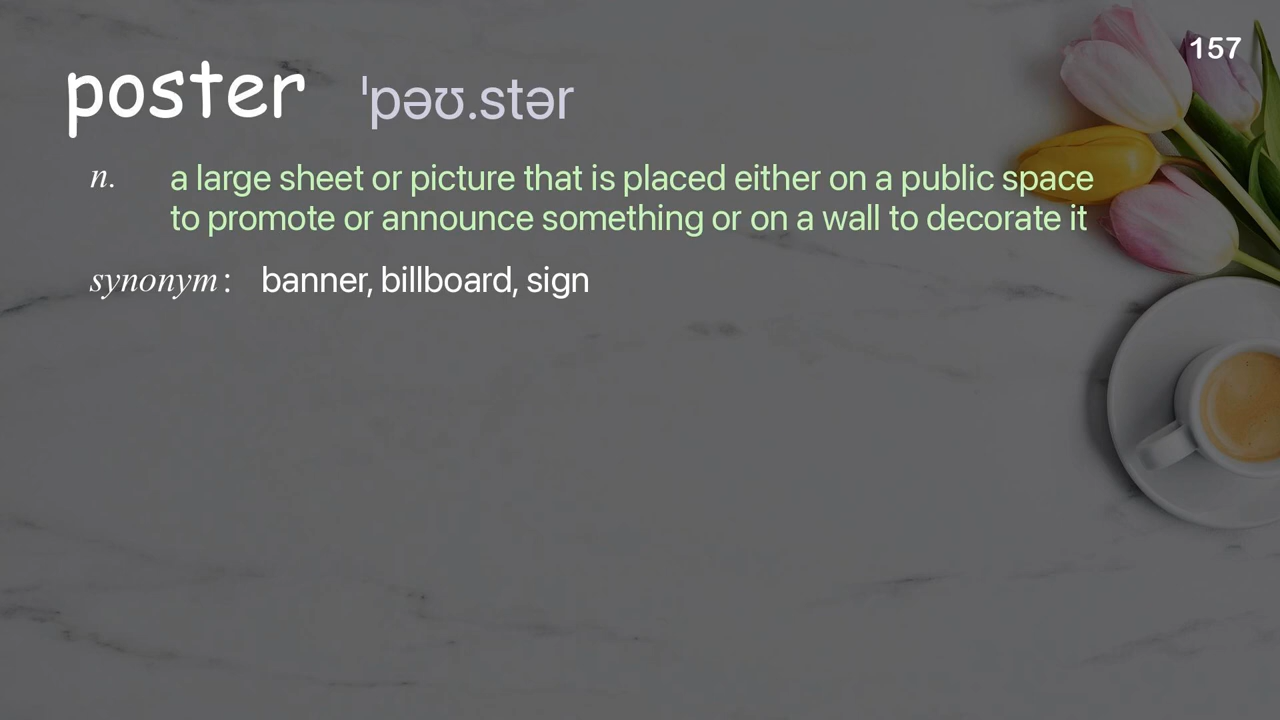 157
poster ˈpəʊ.stər
n. a large sheet or picture that is placed either on a public space
to promote or announce something or on a wall to decorate it
synonym: banner, billboard, sign